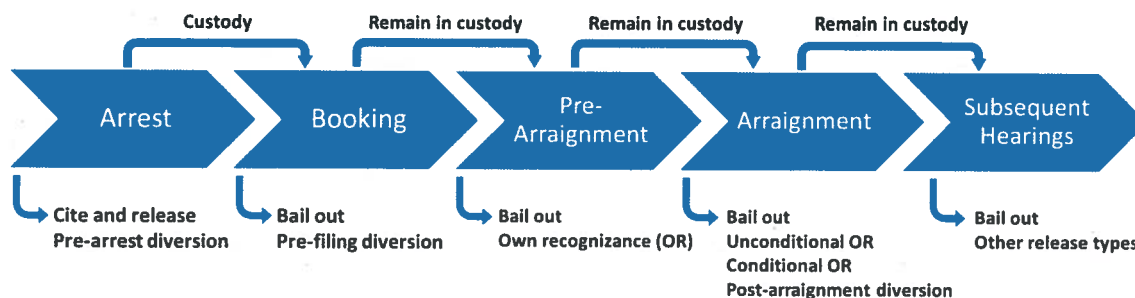 Custody
Remain in custody
Remain in custody
Remain in custody
Arrest
Booking
Pre-
Arraignment
Arraignment
Subsequent
Hearings
Cite and release
Pre-arrest diversion
Bail out
Pre-filing diversion
Bail out
Own recognizance (OR)
Bail out
Unconditional OR
Conditional OR
Post-arraignment diversion
Bail out
Other release types